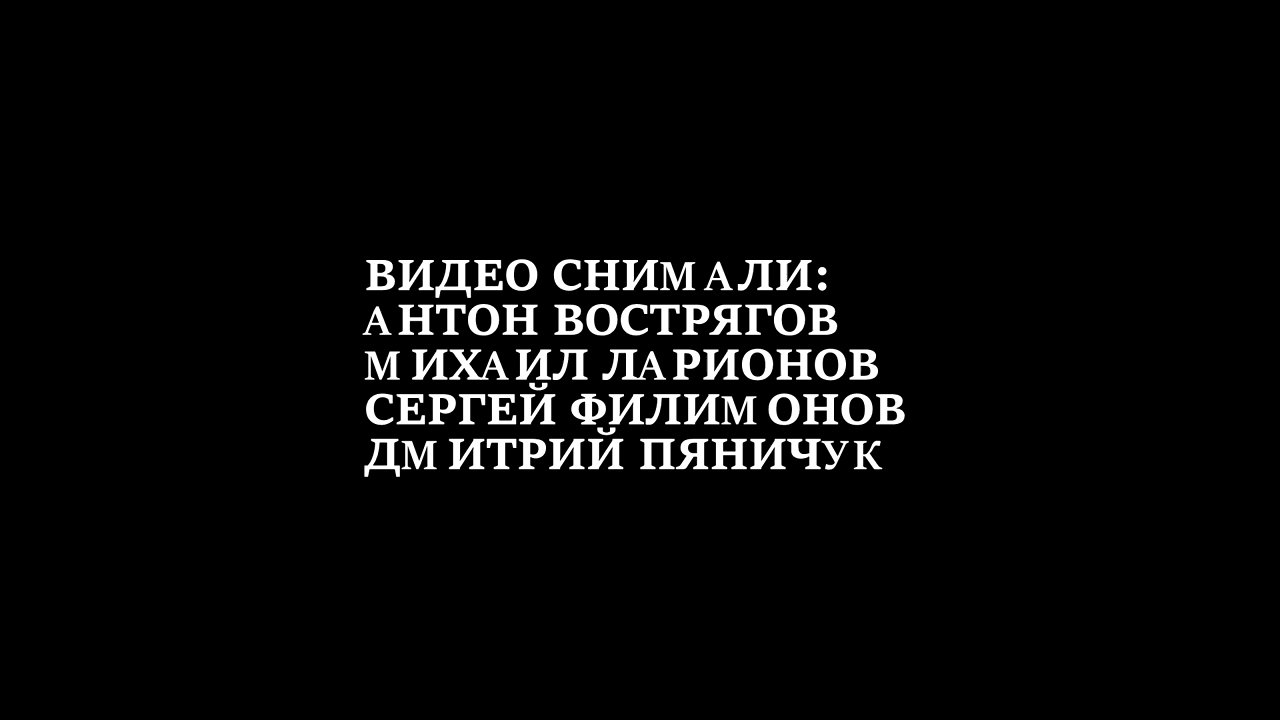 ВИДЕО СНИМАЛИ:
АНТОН ВОСТРЯГОВ
МИХАИЛ ЛАРИОНОВ
СЕРГЕЙ ФИЛИМОНОВ
ДМИТРИЙ ПЯНИЧУК